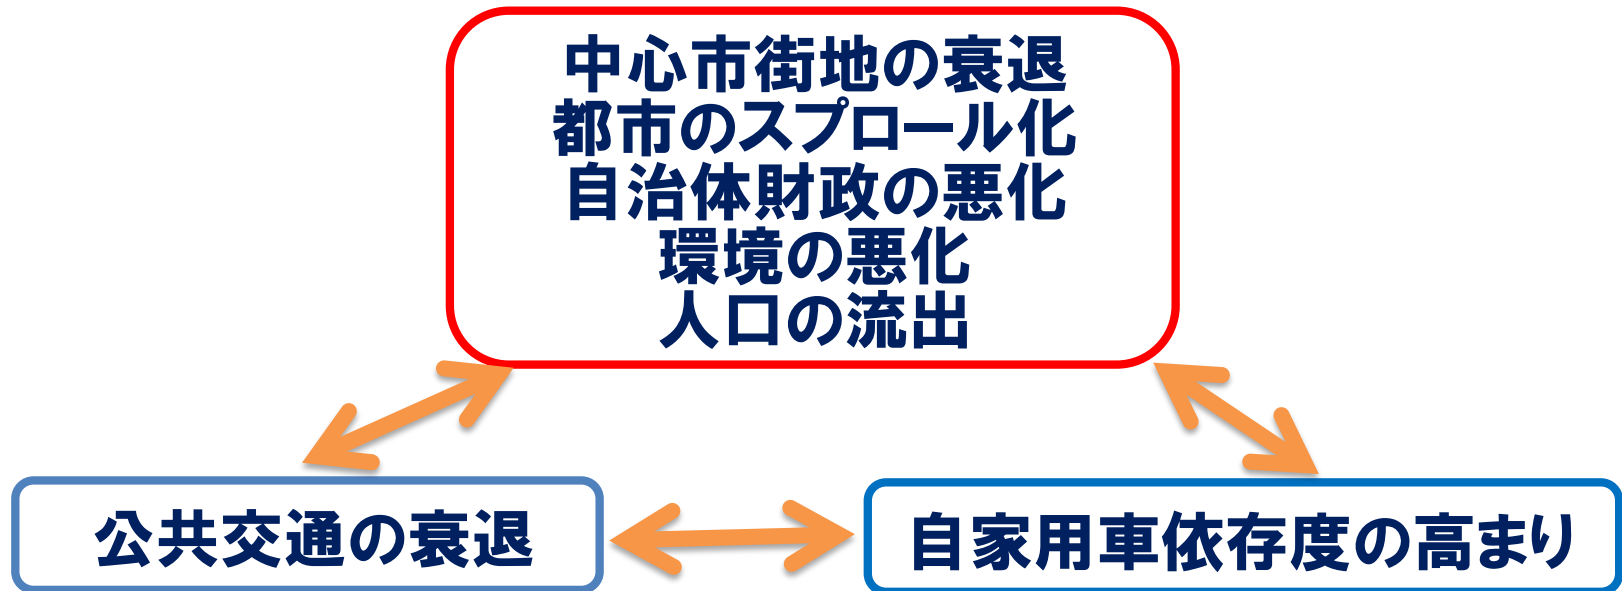 中心市街地の衰退
都市のスプロール化
自治体財政の悪化
環境の悪化
人口の流出
公共交通の衰退
自家用車依存度の高まり